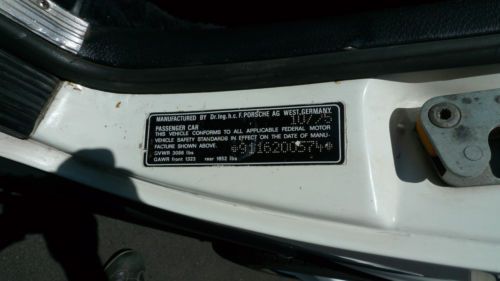 MANUFACTURED BY Dr.Ing.h.c.F.PORSCHE AG WEST.GERMANY.
10/75
PASSENGER CAR
THIS VEHICLE CONFORMS TO ALL APPLICABLE FEDERAL MOTOR
VEHICLE SAFETY STANDARDS IN EFFECT ON THE DATE OF MANU-
FACTURE SHOWN ABOVE.
*9116200574*
GVWR 3086 lbs
GAWR front 1323 rear 1852 lbs